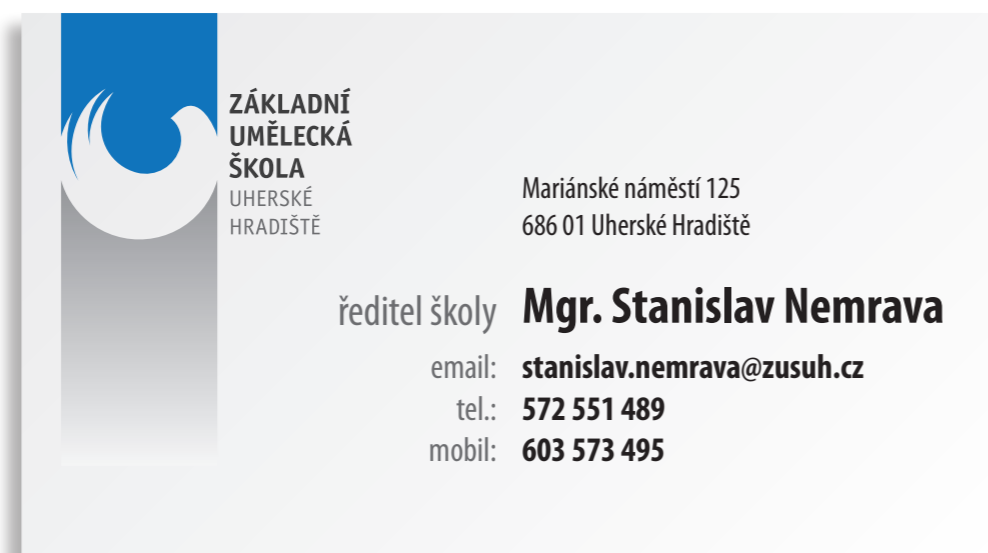 ZÁKLADNÍ
UMĚLECKÁ
ŠKOLA
UHERSKÉ
HRADIŠTĚ
Mariánské náměstí 125
686 01 Uherské Hradiště
ředitel školy Mgr. Stanislav Nemrava
email: stanislav.nemrava@zusuh.cz
tel.: 572 551 489
mobil: 603 573 495